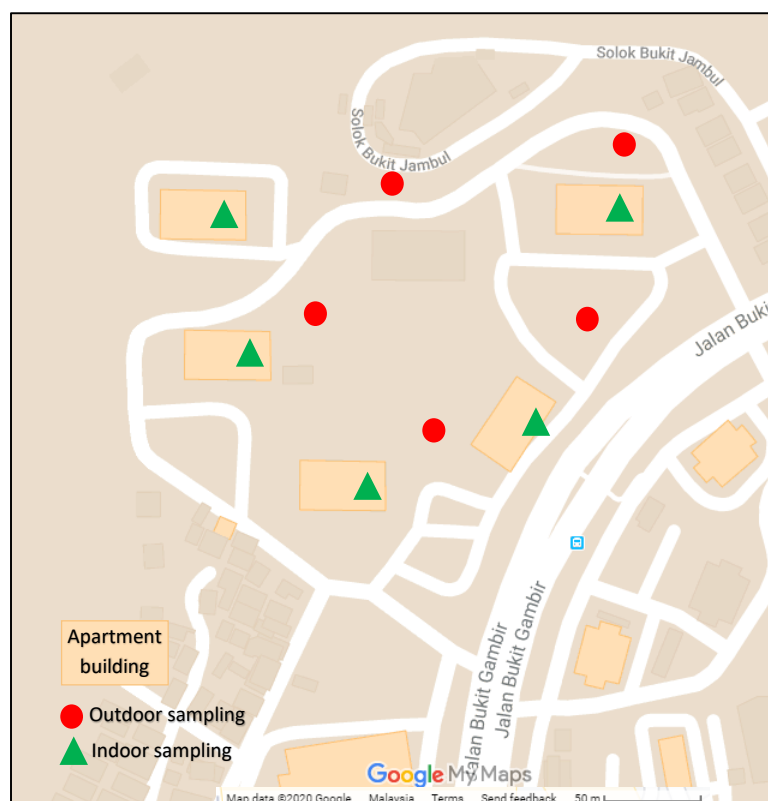 Solok Bukit Jambul
Solok Bukit Jambul
Jalan Buki
Jalan Bukit Gambir
Jalan Bukit Gambir
Apartment
building
Outdoor sampling
Indoor sampling
Google My Maps
Map data ©2020 Google Malaysia Terms Send feedback 50 m